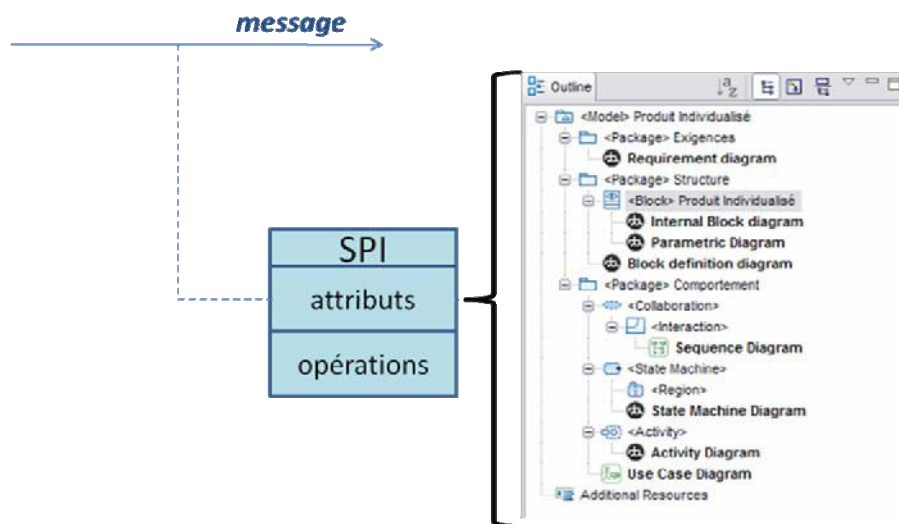 message
SPI
attributs
opérations
Outline
<Model> Produit Individualisé
<Package> Exigences
Requirement diagram
<Package> Structure
<Block> Produit Individualisé
Internal Block diagram
Parametric Diagram
Block definition diagram
<Package> Comportement
<Collaboration>
<Interaction>
Sequence Diagram
<State Machine>
<Region>
State Machine Diagram
<Activity>
Activity Diagram
Use Case Diagram
Additional Resources